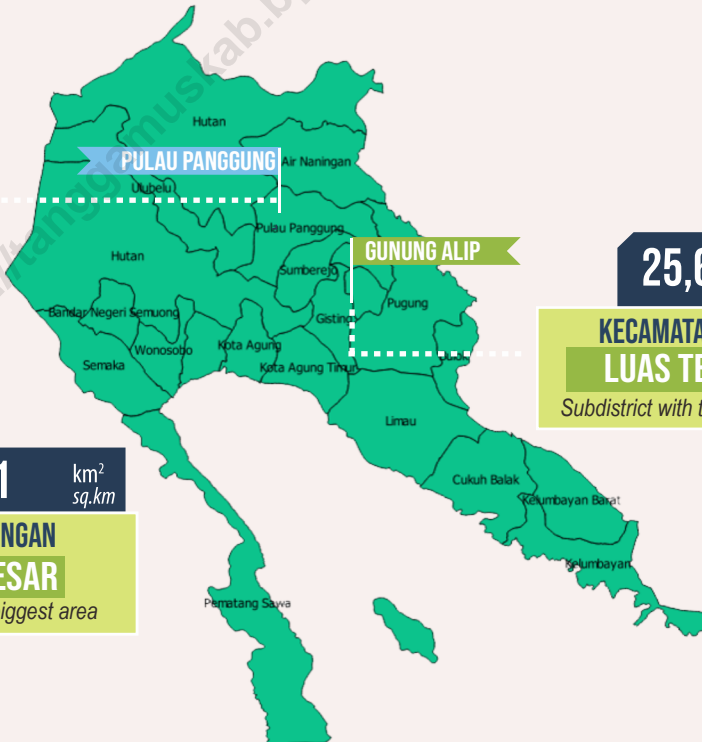 //tanggamuskab.b
Hutan
PULAU PANGGUNG
Air Naningan
Ulubelu
Pulau Panggung
Hutan
GUNUNG ALIP
Sumberejo
25,6
Pugung
Bandar Negeri Semuong
Gisting
KECAMATA
Wonosobo
Kota Agung
LUAS TE
Semaka
Kota Agung Timur
Subdistrict with t
Limau
1
km²
sq.km
Cukuh Balak
Kelumbayan Barat
NGAN
ESAR
Kelumbayan
iggest area
Pematang Sawa